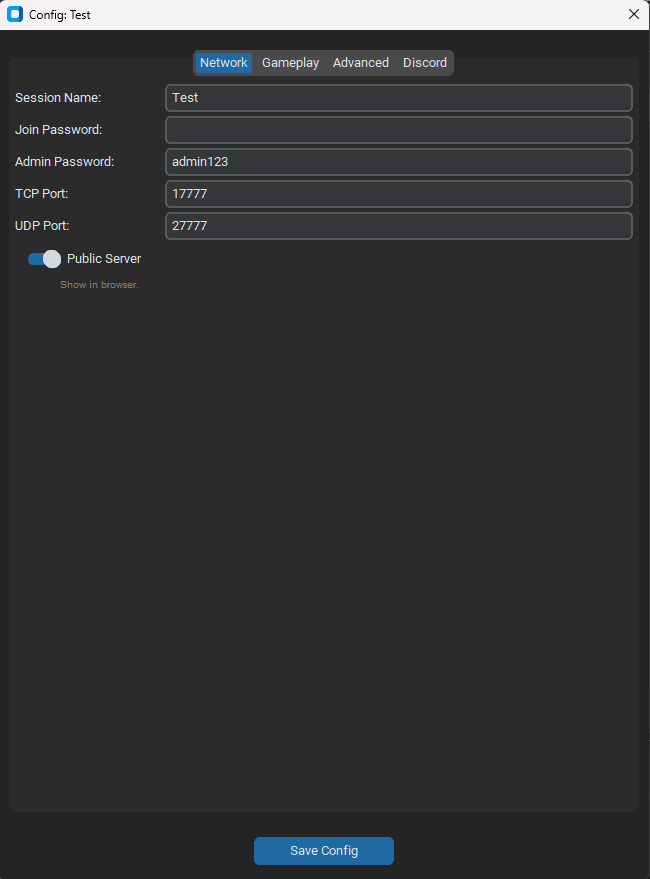 Config: Test
Network Gameplay Advanced Discord
Session Name: Test
Join Password:
Admin Password: admin123
TCP Port: 17777
UDP Port: 27777
Public Server
Show in browser.
Save Config